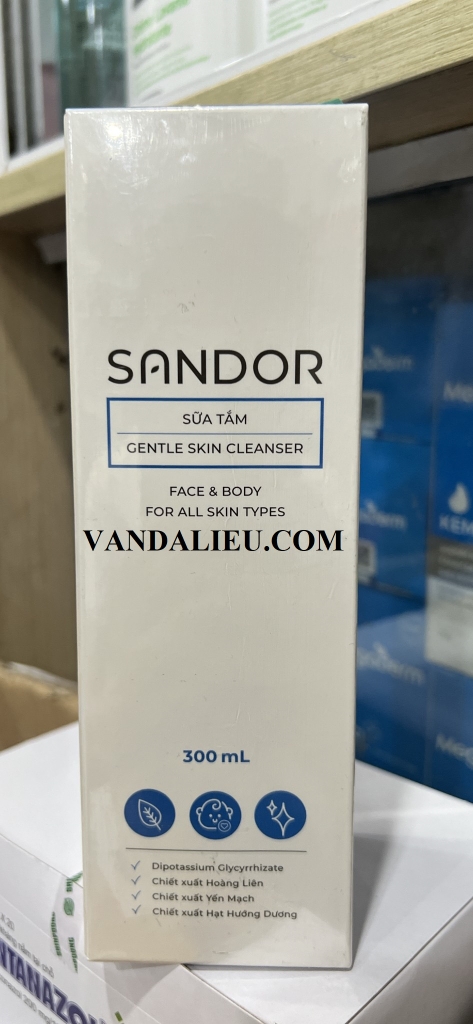 SANDOR
SỮA TẮM
GENTLE SKIN CLEANSER
FACE & BODY
FOR ALL SKIN TYPES
VANDALIEU.COM
300 mL
Dipotassium Glycyrrhizate
Chiết xuất Hoàng Liên
Chiết xuất Yến Mạch
Chiết xuất Hạt Hướng Dương